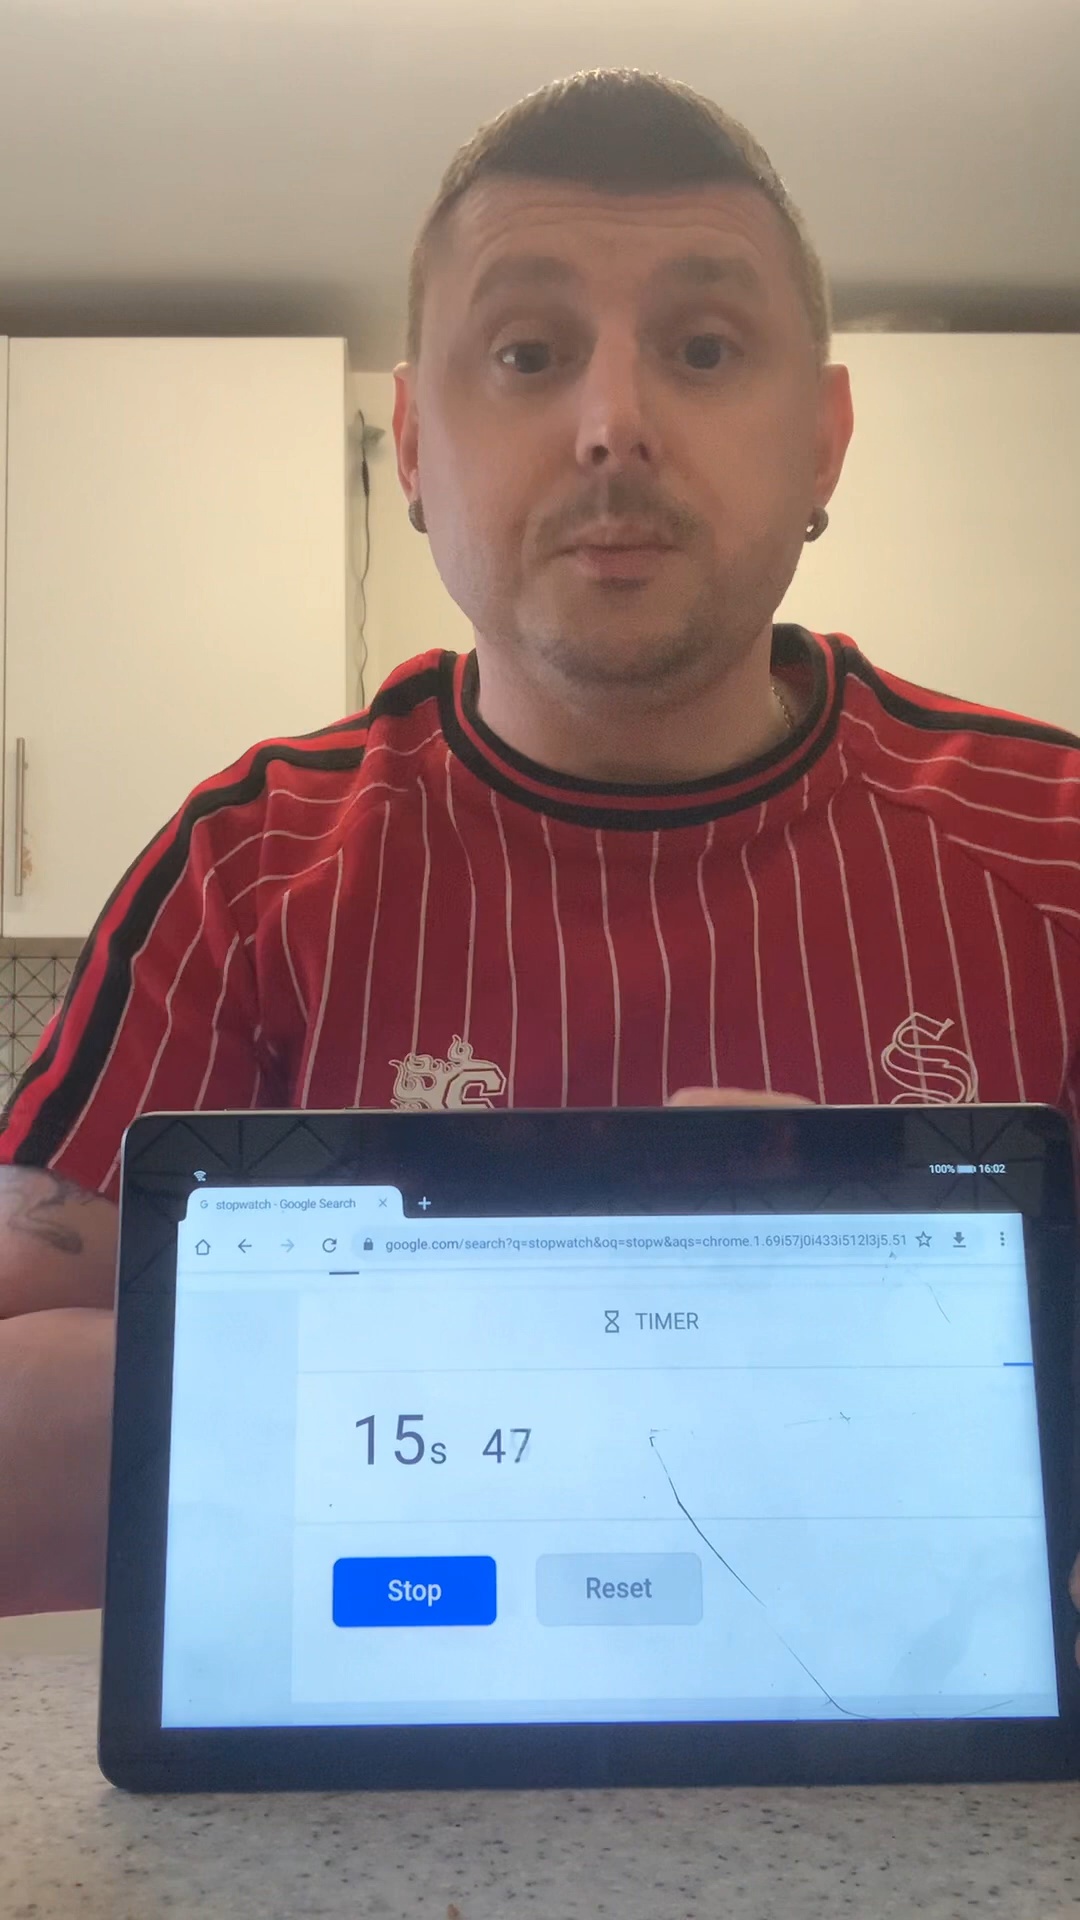 100% 16:02
G stopwatch - Google Search × +
google.com/search?q=stopwatch&oq=stopw&aqs=chrome.1.69i57j0i433i512l3j5.51
TIMER
15s 47
Stop Reset